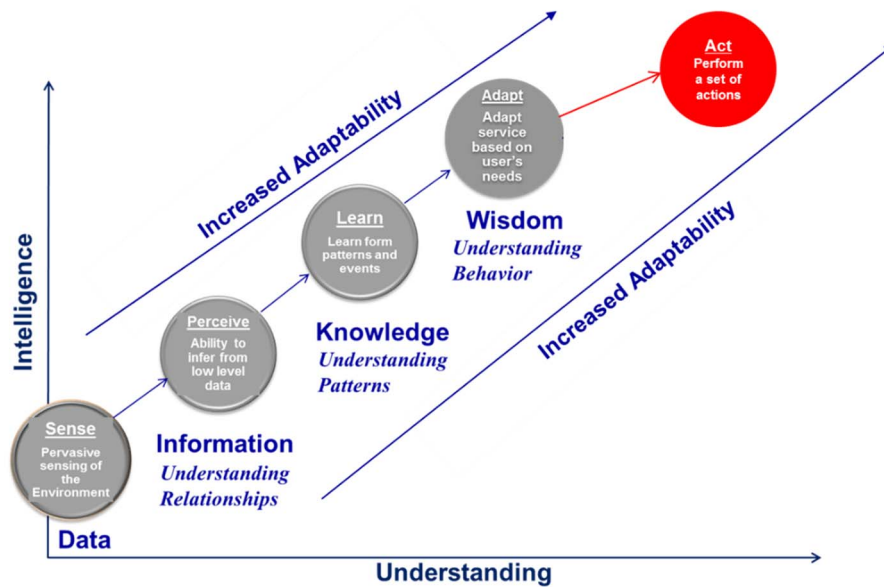 Act
Perform
a set of
actions
Adapt
Adapt
service
based on
user's
needs
Increased Adaptability
Wisdom
Understanding
Behavior
Learn
Learn form
patterns and
events
Knowledge
Understanding
Patterns
Increased Adaptability
Perceive
Ability to
infer from
low level
data
Information
Understanding
Relationships
Intelligence
Sense
Pervasive
sensing of
the
Environment
Data
Understanding